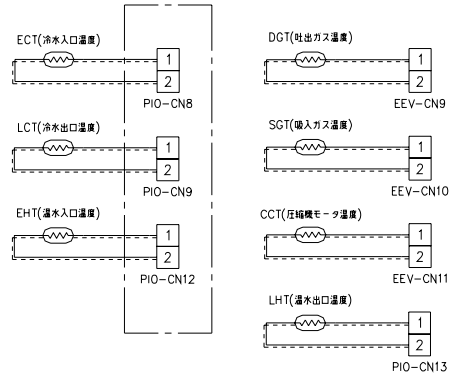 ECT(冷水入口温度)
1
2
PIO-CN8
LCT(冷水出口温度)
1
2
PIO-CN9
EHT(温水入口温度)
1
2
PIO-CN12
DGT(吐出ガス温度)
1
2
EEV-CN9
SGT(吸入ガス温度)
1
2
EEV-CN10
CCT(圧縮機モータ温度)
1
2
EEV-CN11
LHT(温水出口温度)
1
2
PIO-CN13